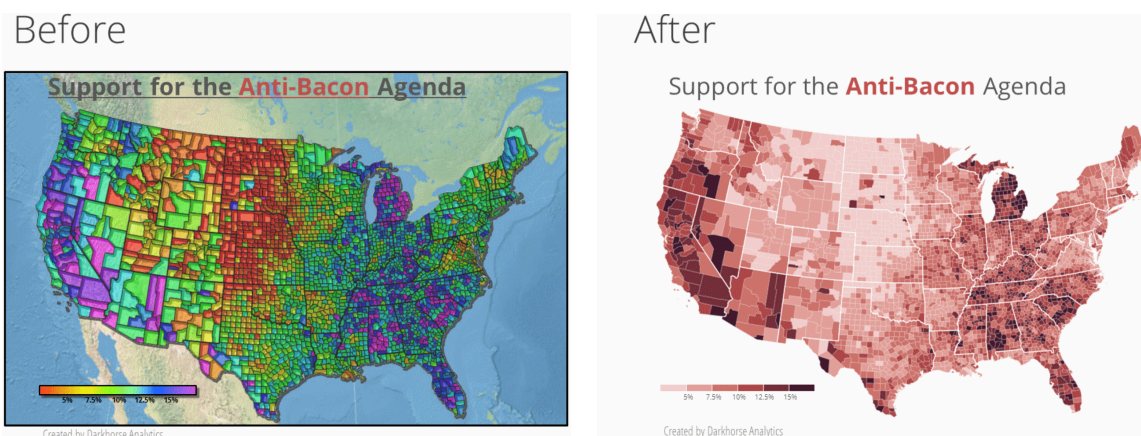 Before
Support for the Anti-Bacon Agenda
5% 7.5% 10% 12.5% 15%
Created by Darkhorse Analytics
After
Support for the Anti-Bacon Agenda
5% 7.5% 10% 12.5% 15%
Created by Darkhorse Analytics